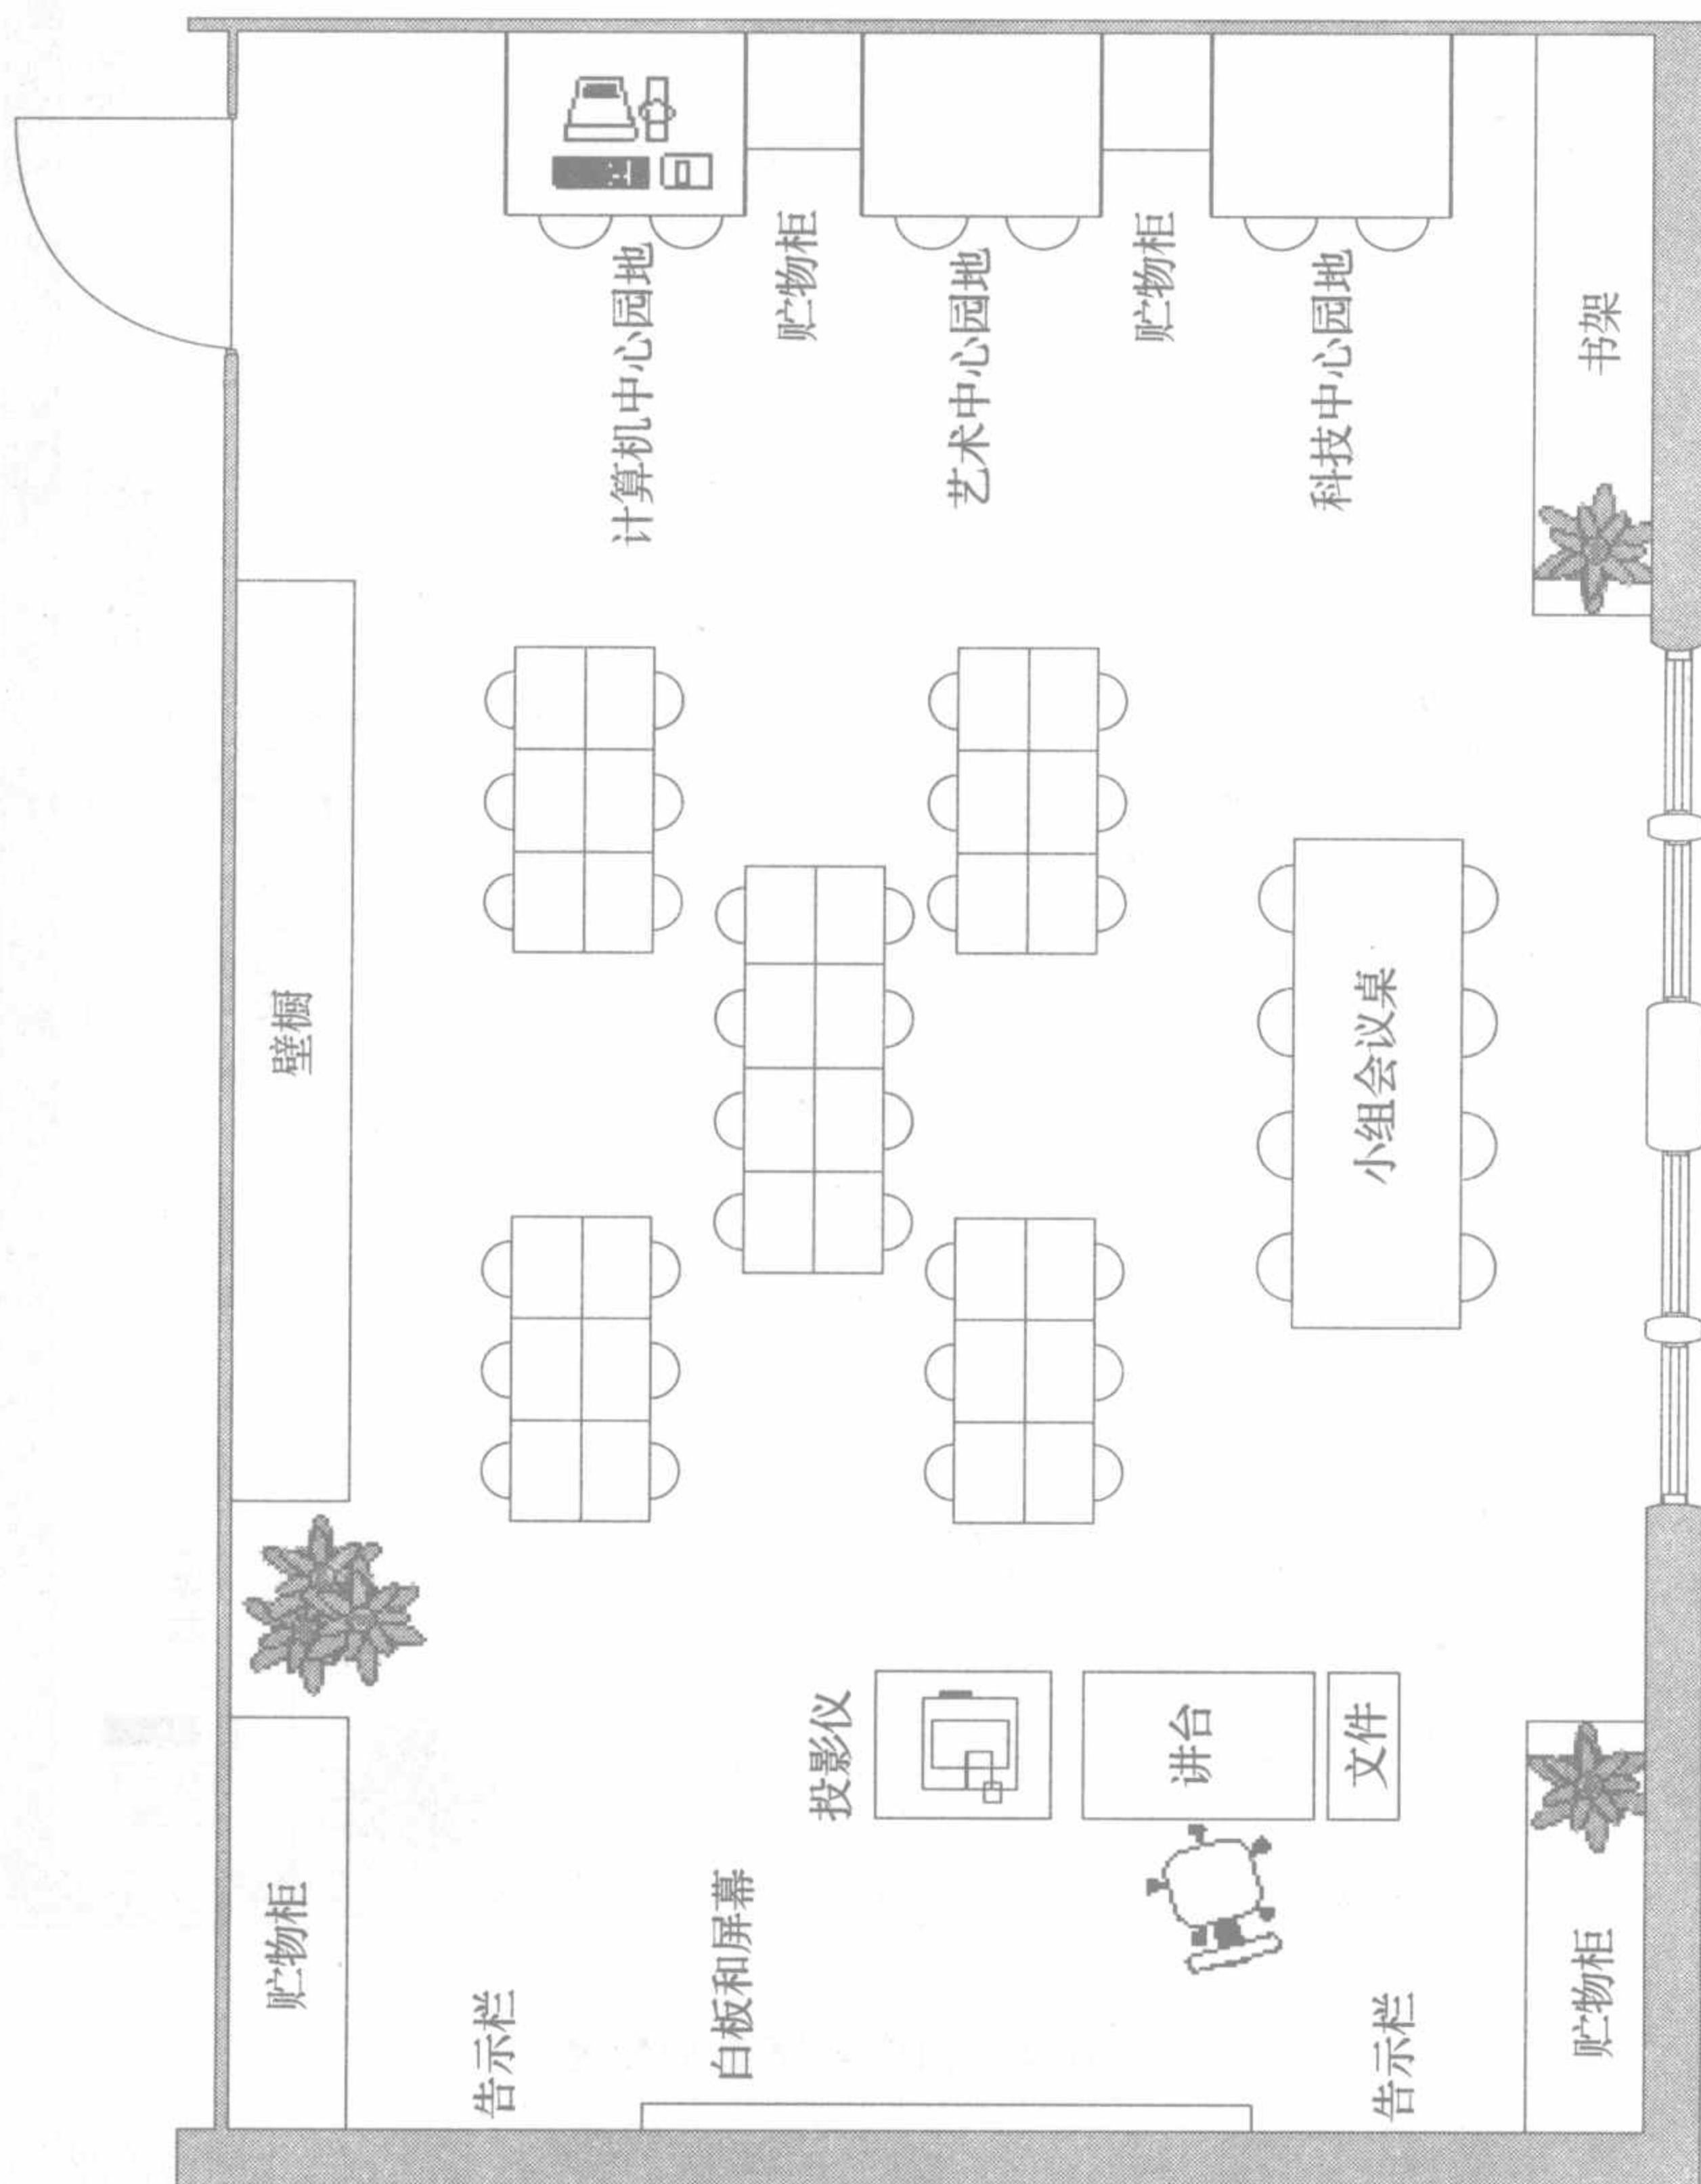 贮物柜
壁橱
告示栏
计算机中心园地
白板和屏幕
贮物柜
投影仪
艺术中心园地
贮物柜
讲台
科技中心园地
文件
小组会议桌
告示栏
贮物柜
书架